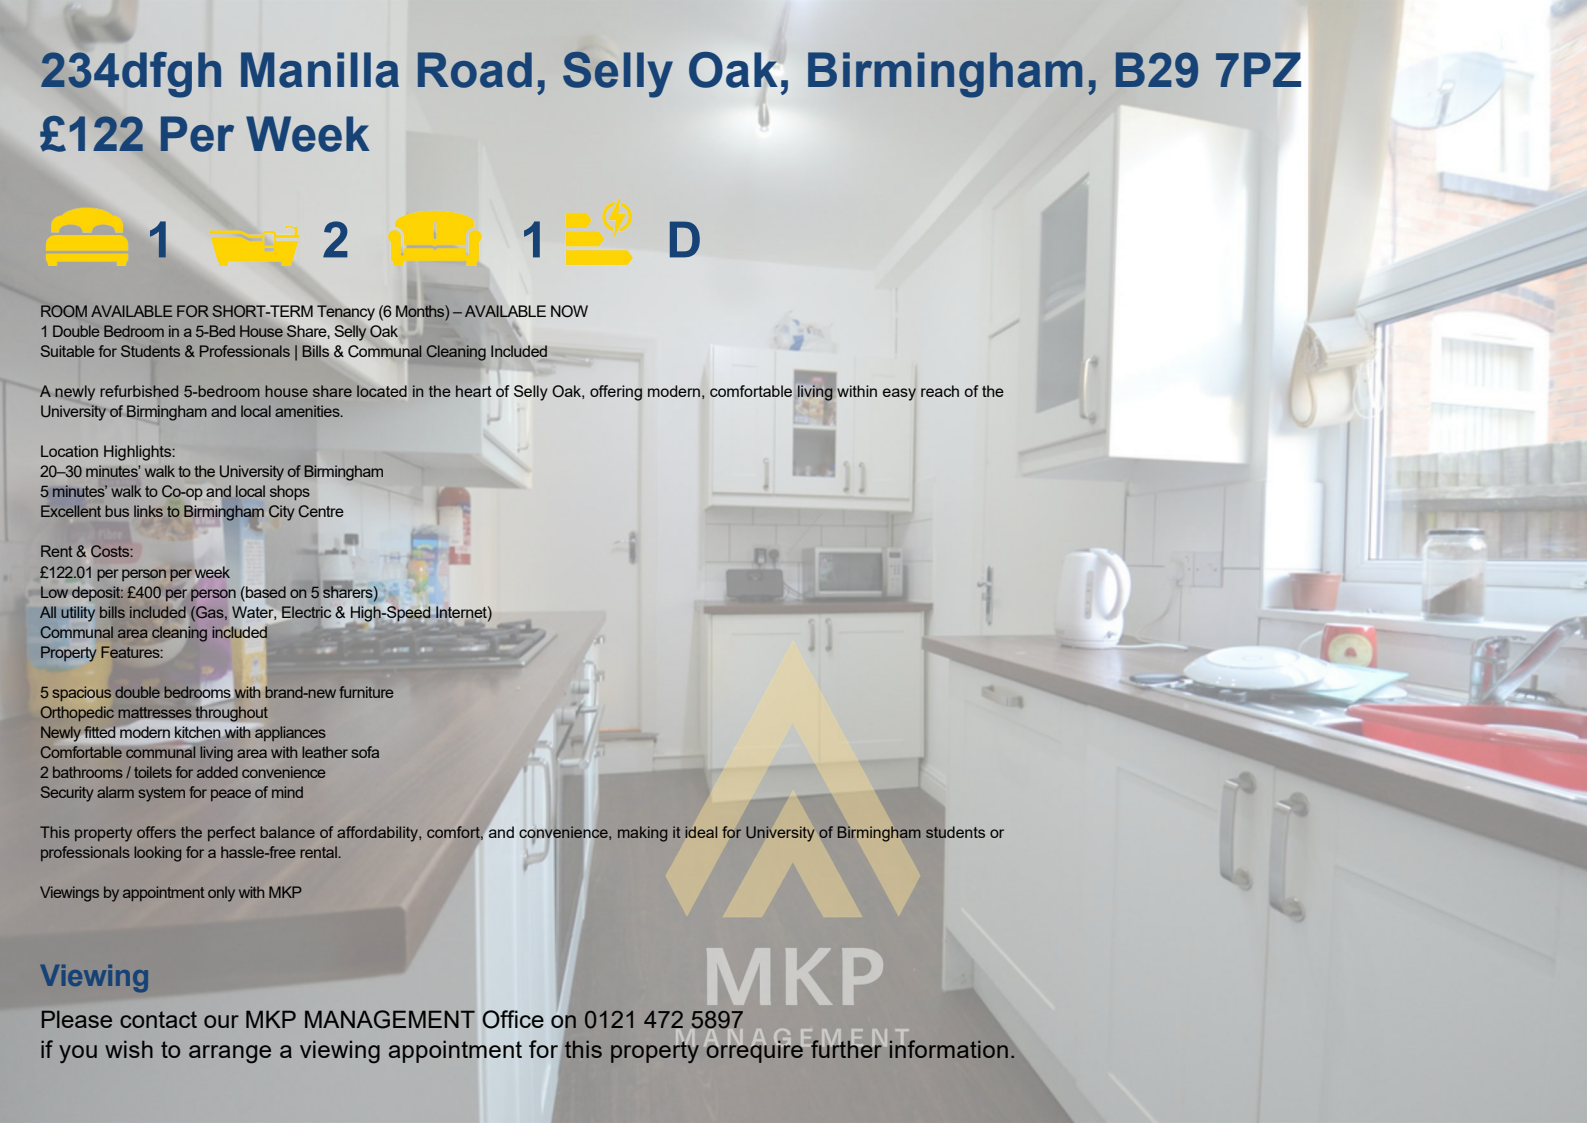 234dfgh Manilla Road, Selly Oak, Birmingham, B29 7PZ
£122 Per Week
1 2 1 D
ROOM AVAILABLE FOR SHORT-TERM Tenancy (6 Months) – AVAILABLE NOW
1 Double Bedroom in a 5-Bed House Share, Selly Oak
Suitable for Students & Professionals | Bills & Communal Cleaning Included
A newly refurbished 5-bedroom house share located in the heart of Selly Oak, offering modern, comfortable living within easy reach of the
University of Birmingham and local amenities.
Location Highlights:
20–30 minutes’ walk to the University of Birmingham
5 minutes’ walk to Co-op and local shops
Excellent bus links to Birmingham City Centre
Rent & Costs:
£122.01 per person per week
Low deposit: £400 per person (based on 5 sharers)
All utility bills included (Gas, Water, Electric & High-Speed Internet)
Communal area cleaning included
Property Features:
5 spacious double bedrooms with brand-new furniture
Orthopedic mattresses throughout
Newly fitted modern kitchen with appliances
Comfortable communal living area with leather sofa
2 bathrooms / toilets for added convenience
Security alarm system for peace of mind
This property offers the perfect balance of affordability, comfort, and convenience, making it ideal for University of Birmingham students or
professionals looking for a hassle-free rental.
Viewings by appointment only with MKP
MKP
MANAGEMENT
Viewing
Please contact our MKP MANAGEMENT Office on 0121 472 5897
if you wish to arrange a viewing appointment for this property orrequire further information.